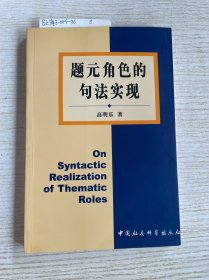 题元角色的
句法实现
高明乐 著
On
Syntactic
Realization
of Thematic
Roles
中国社会科学出版社